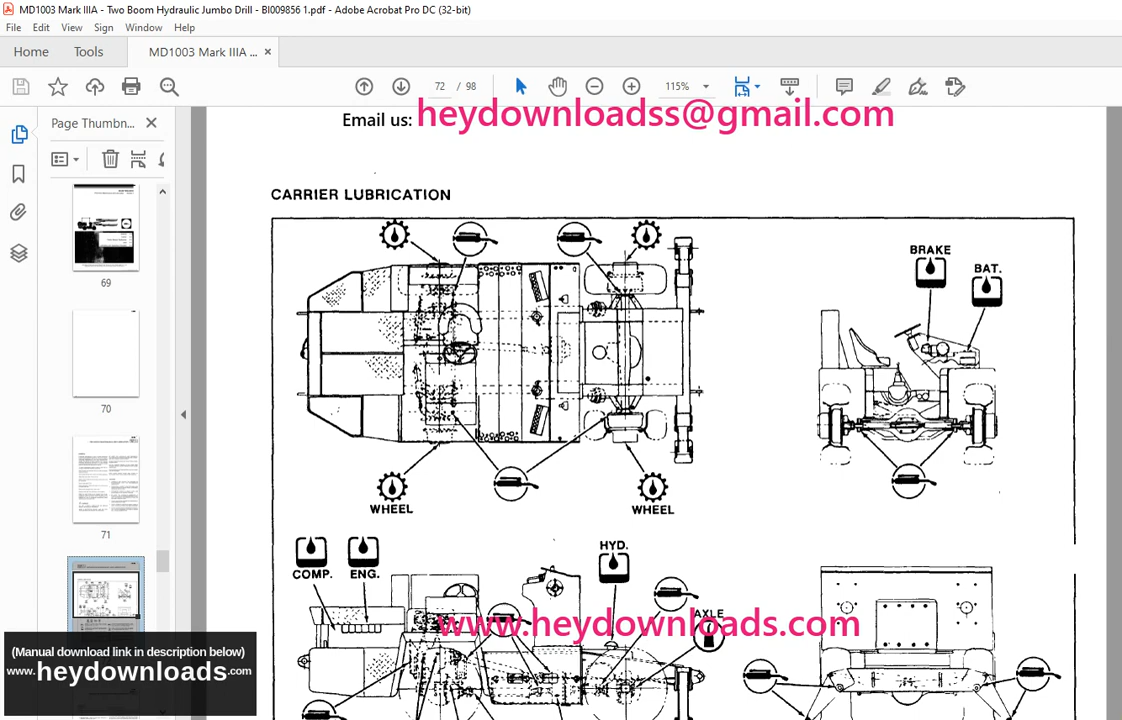 MD1003 Mark IIIA - Two Boom Hydraulic Jumbo Drill - BI009856 1.pdf - Adobe Acrobat Pro DC (32-bit)
File Edit View Sign Window Help
Home Tools MD1003 Mark IIIA ... ×
72 / 98 115%
Page Thumbn...
69
70
71
Email us: heydownloadss@gmail.com
CARRIER LUBRICATION
BRAKE
BAT.
WHEEL
WHEEL
COMP. ENG.
HYD.
AXLE
www.heydownloads.com
(Manual download link in description below)
www.heydownloads.com